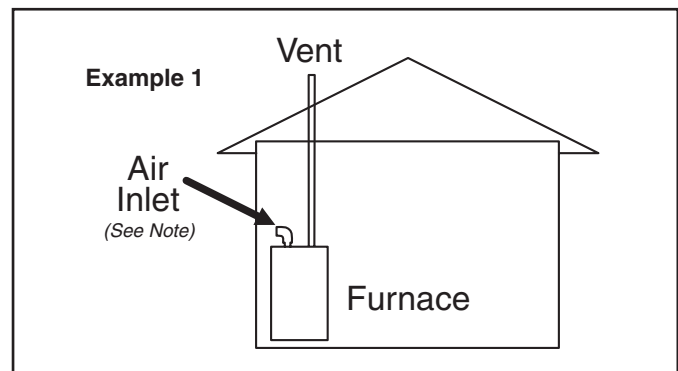 Vent
Example 1
Air
Inlet
(See Note)
Furnace